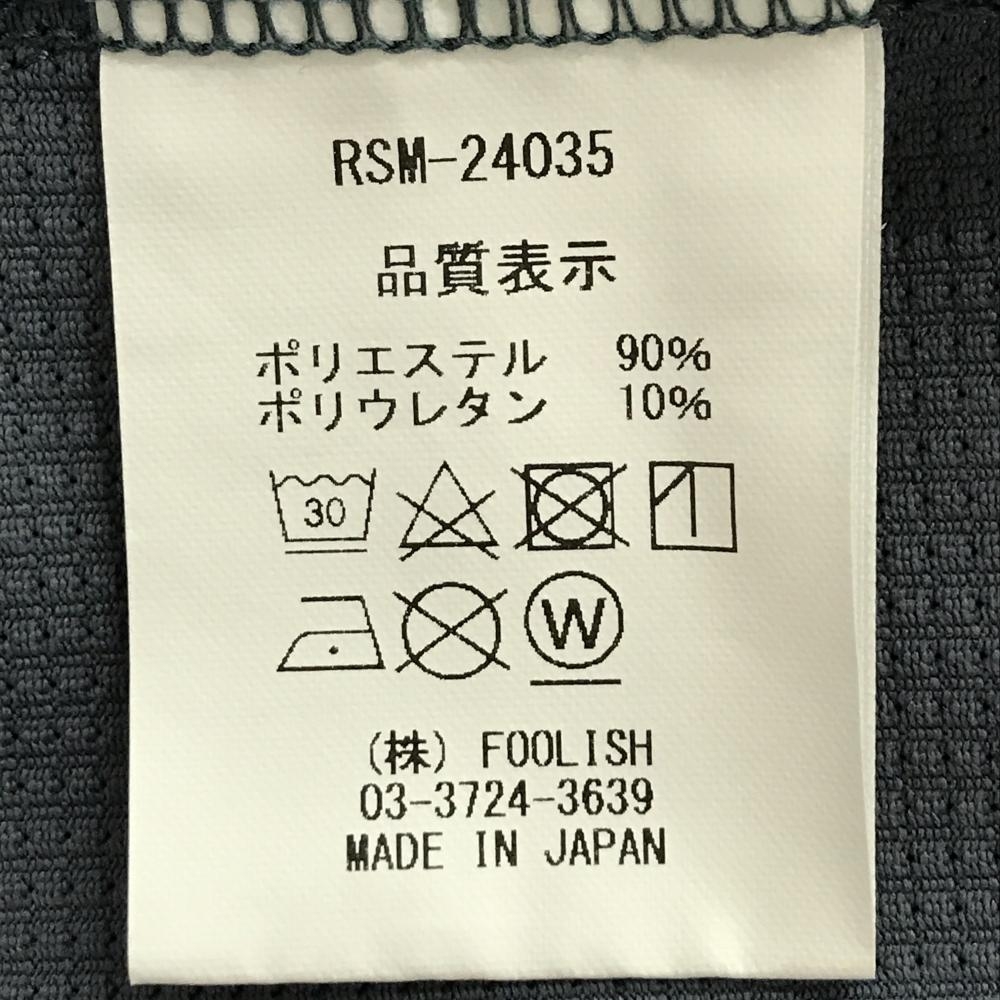 RSM-24035
品質表示
ポリエステル 90%
ポリウレタン 10%
30
W
(株) FOOLISH
03-3724-3639
MADE IN JAPAN